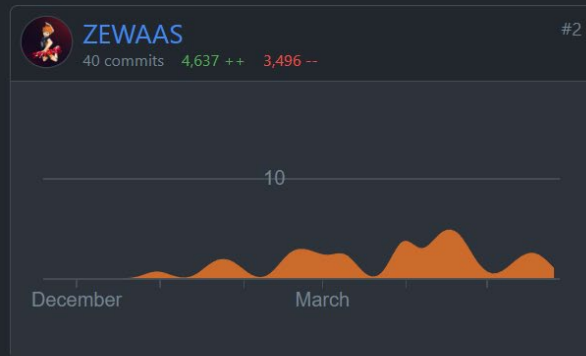 ZEWAAS
#2
40 commits 4,637 ++ 3,496 --
10
December March